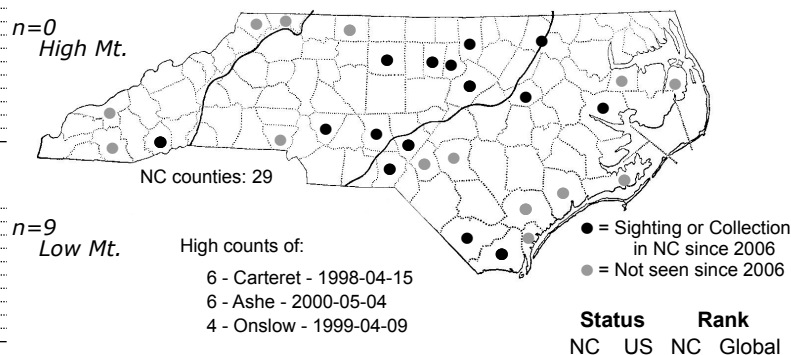 n=0
High Mt.
NC counties: 29
n=9
Low Mt.
High counts of:
6 - Carteret - 1998-04-15
6 - Ashe - 2000-05-04
4 - Onslow - 1999-04-09
= Sighting or Collection
in NC since 2006
= Not seen since 2006
Status Rank
NC US NC Global